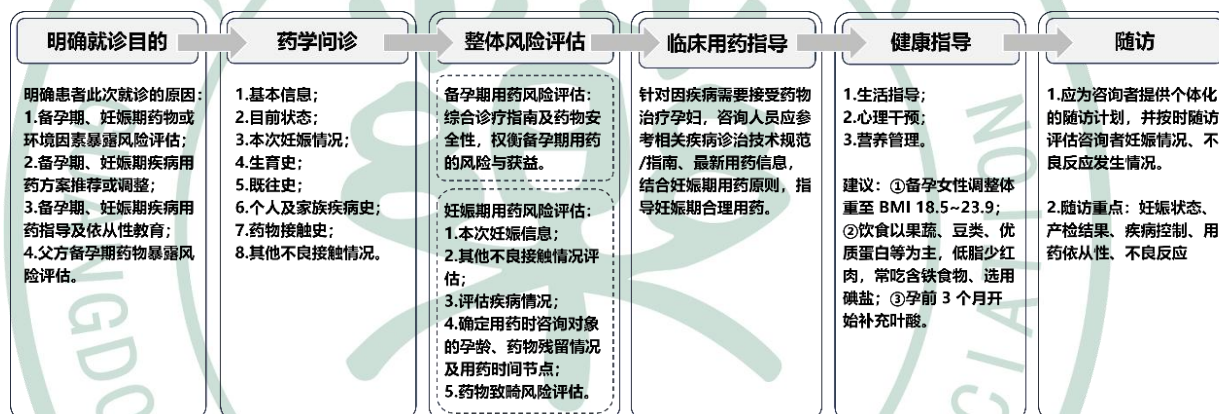 明确就诊目的
明确患者此次就诊的原因：
1.备孕期、妊娠期药物或
环境因素暴露风险评估；
2.备孕期、妊娠期疾病用
药方案推荐或调整；
3.备孕期、妊娠期疾病用
药指导及依从性教育；
4.父方备孕期药物暴露风
险评估。
药学问诊
1.基本信息；
2.目前状态；
3.本次妊娠情况；
4.生育史；
5.既往史；
6.个人及家族疾病史；
7.药物接触史；
8.其他不良接触情况。
整体风险评估
备孕期用药风险评估：
综合诊疗指南及药物安
全性，权衡备孕期用药
的风险与获益。
妊娠期用药风险评估：
1.本次妊娠信息；
2.其他不良接触情况评
估；
3.评估疾病情况；
4.确定用药时咨询对象
的孕龄、药物残留情况
及用药时间节点；
5.药物致畸风险评估。
临床用药指导
针对因疾病需要接受药物
治疗孕妇，咨询人员应参
考相关疾病诊治技术规范
/指南、最新用药信息，
结合妊娠期用药原则，指
导妊娠期合理用药。
健康指导
1.生活指导；
2.心理干预；
3.营养管理。
建议：①备孕女性调整体
重至 BMI 18.5~23.9；
②饮食以果蔬、豆类、优
质蛋白等为主，低脂少红
肉，常吃含铁食物、选用
碘盐；③孕前 3 个月开
始补充叶酸。
随访
1.应为咨询者提供个体化
的随访计划，并按时随访
评估咨询者妊娠情况、不
良反应发生情况。
2.随访重点：妊娠状态、
产检结果、疾病控制、用
药依从性、不良反应